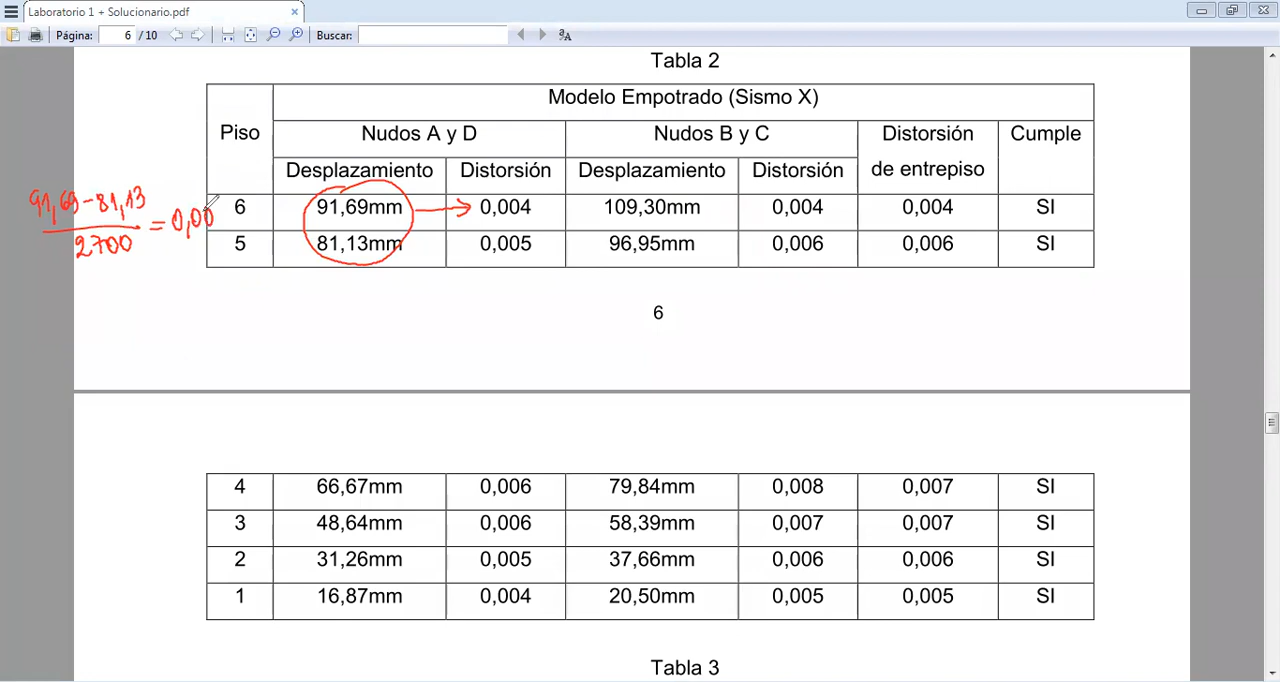 Laboratorio 1 + Solucionario.pdf ×
Página: 6 / 10 Buscar:
Tabla 2
Modelo Empotrado (Sismo X)
Piso Nudos A y D Nudos B y C Distorsión de entrepiso Cumple
Desplazamiento Distorsión Desplazamiento Distorsión
6 91,69mm 0,004 109,30mm 0,004 0,004 SI
5 81,13mm 0,005 96,95mm 0,006 0,006 SI
91,69-81,13
2700
= 0,00
6
4 66,67mm 0,006 79,84mm 0,008 0,007 SI
3 48,64mm 0,006 58,39mm 0,007 0,007 SI
2 31,26mm 0,005 37,66mm 0,006 0,006 SI
1 16,87mm 0,004 20,50mm 0,005 0,005 SI
Tabla 3